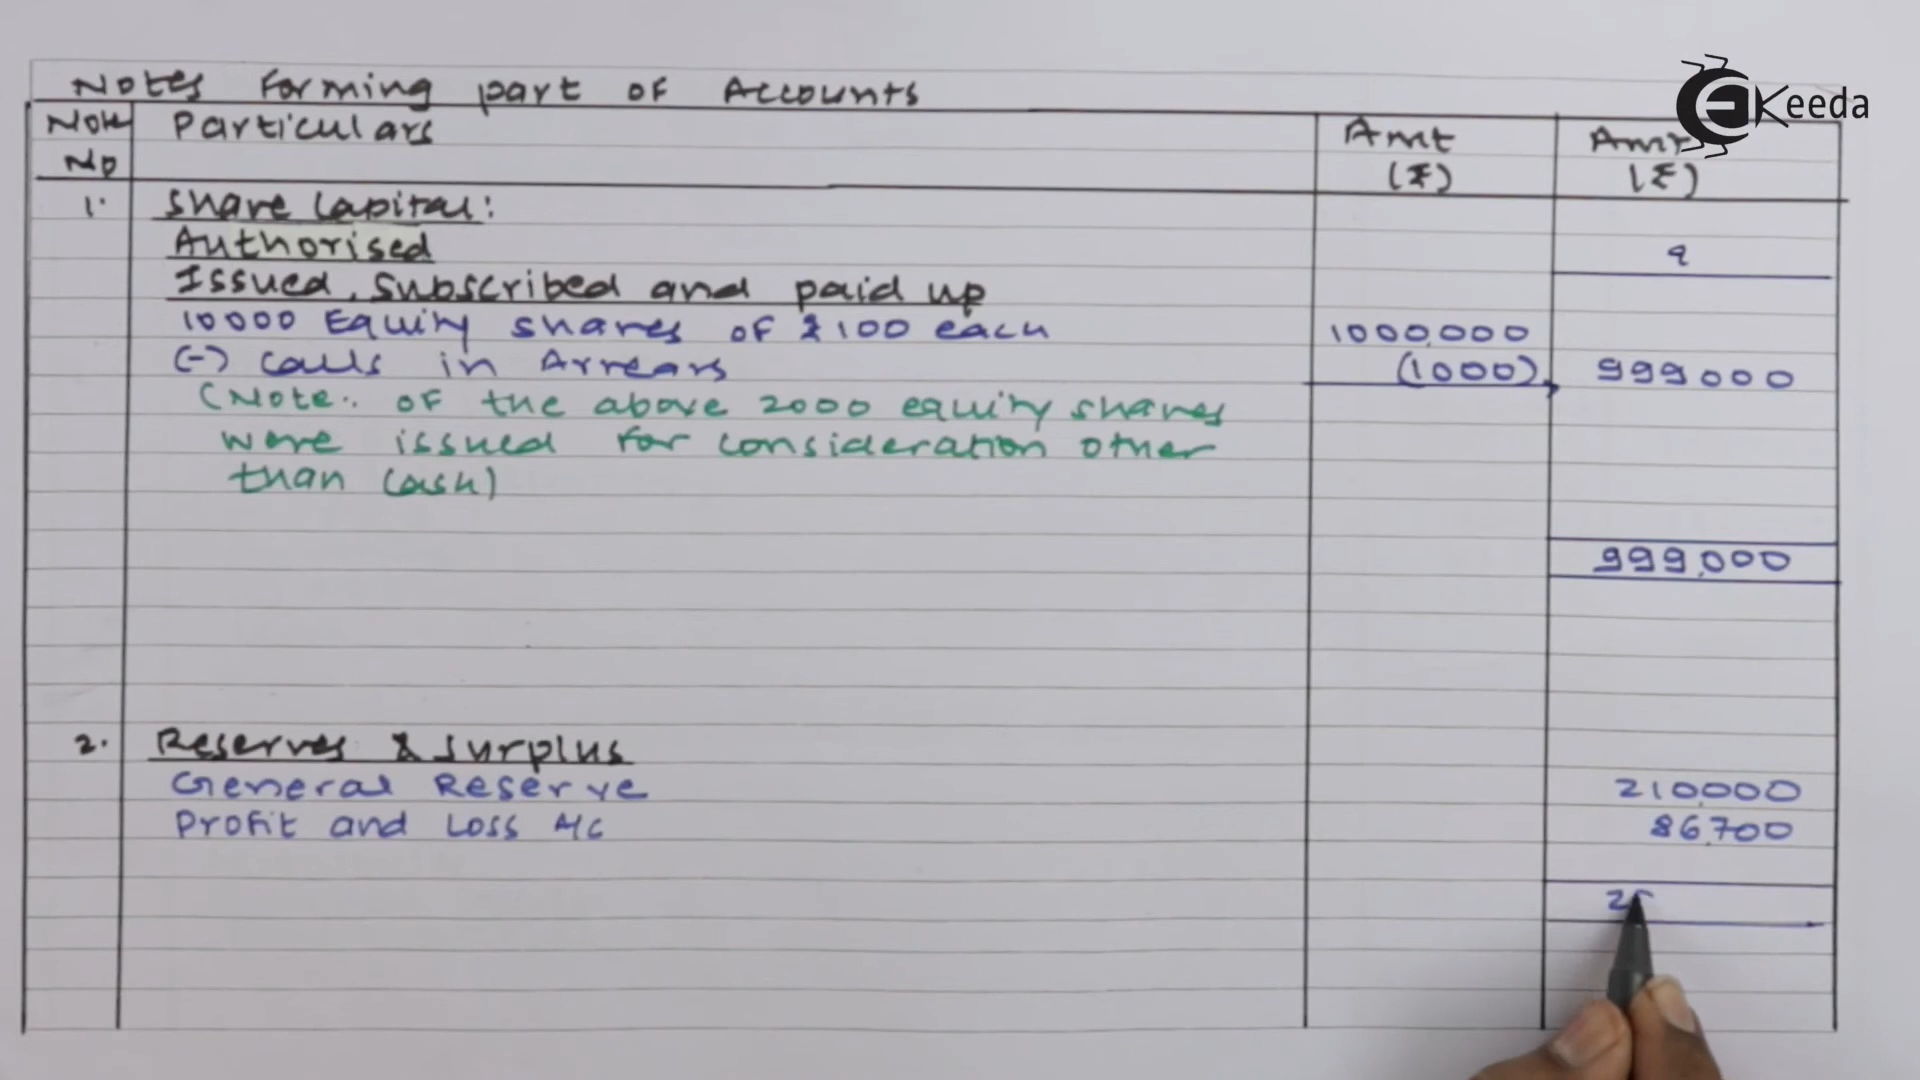 Notes Forming part of Accounts
Keeda
Note No Particulars Amt (₹) Amt (₹)
1. Share Capital:
Authorised ?
Issued, Subscribed and paid up
10000 Equity shares of ₹100 each 1000,000
(-) Calls in Arrears (1000) 999000
(Note: Of the above 2000 equity shares
were issued for consideration other
than cash)
999,000
2. Reserves & Surplus
General Reserve 210,000
Profit and Loss A/c 86,700